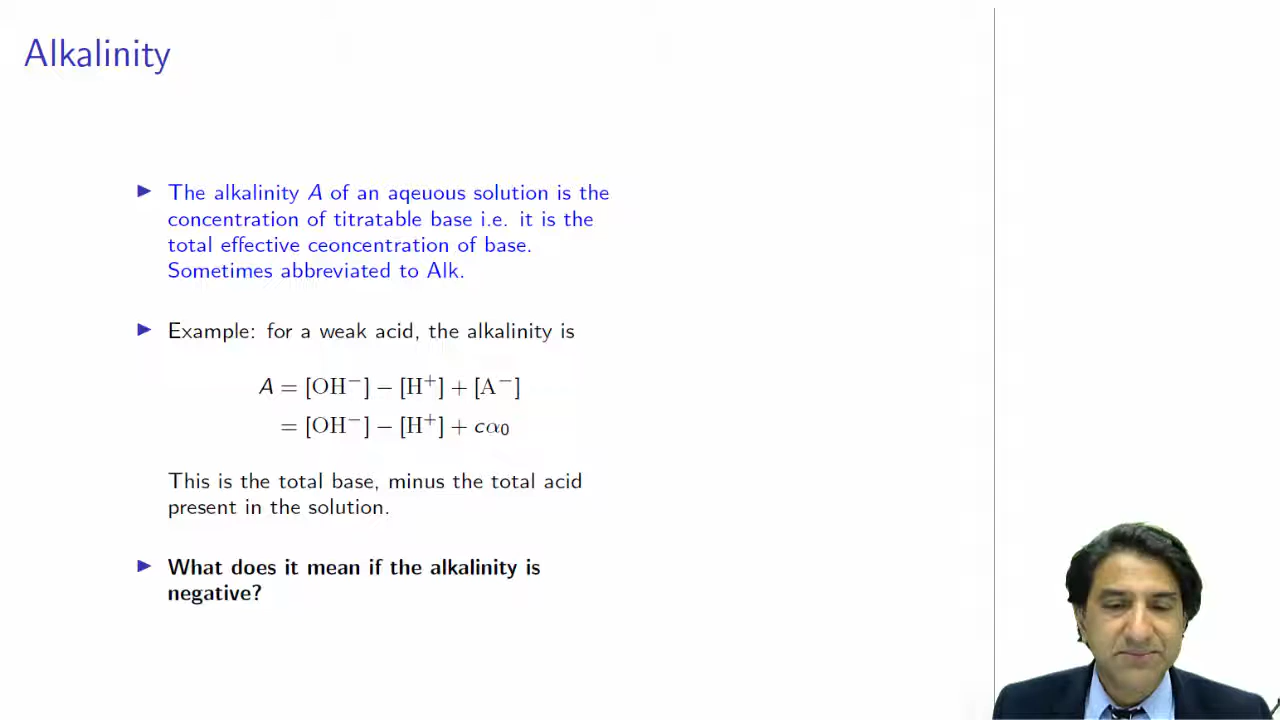 Alkalinity
▶ The alkalinity A of an aqeuous solution is the
concentration of titratable base i.e. it is the
total effective ceoncentration of base.
Sometimes abbreviated to Alk.
▶ Example: for a weak acid, the alkalinity is
A = [OH⁻] − [H⁺] + [A⁻]
= [OH⁻] − [H⁺] + cα₀
This is the total base, minus the total acid
present in the solution.
▶ What does it mean if the alkalinity is
negative?